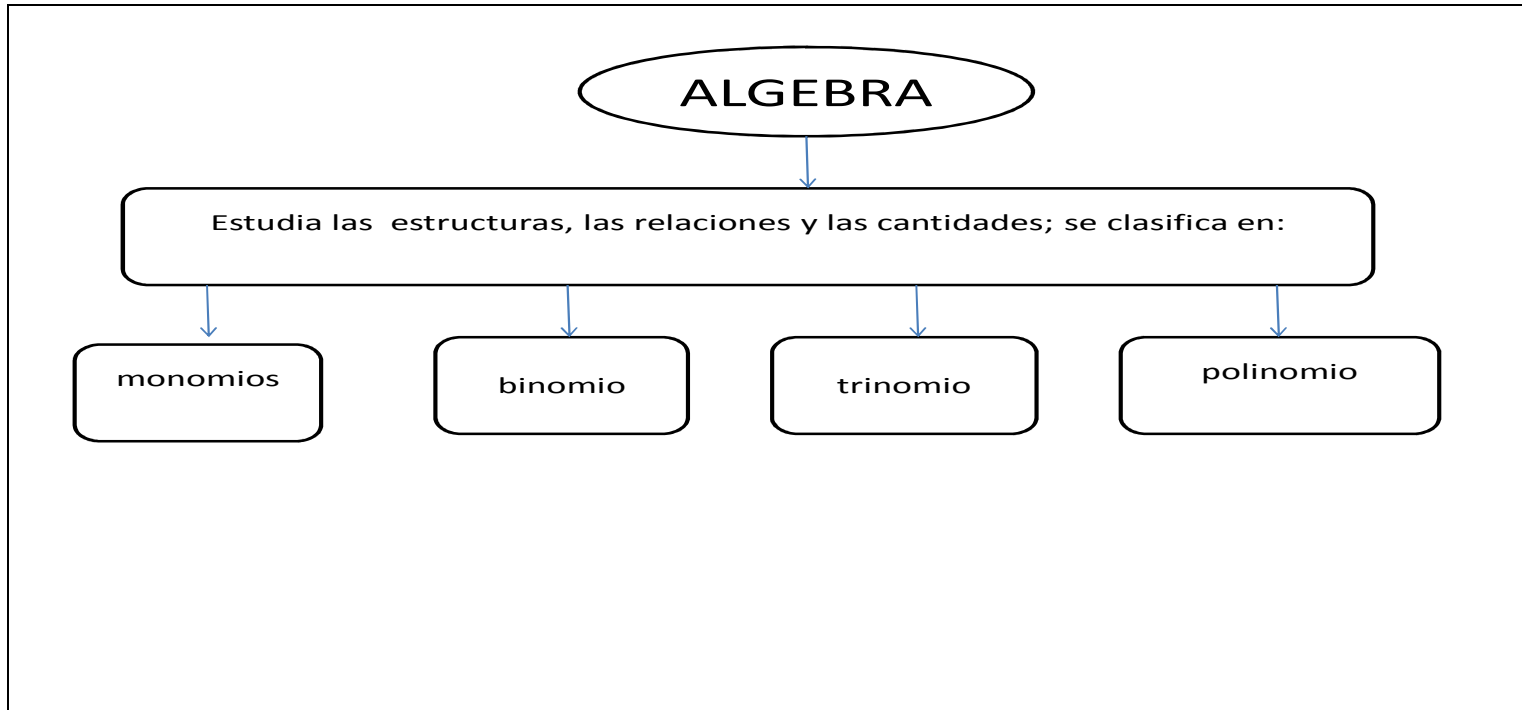 ALGEBRA
Estudia las  estructuras, las relaciones y las cantidades; se clasifica en:
monomios
binomio
trinomio
polinomio